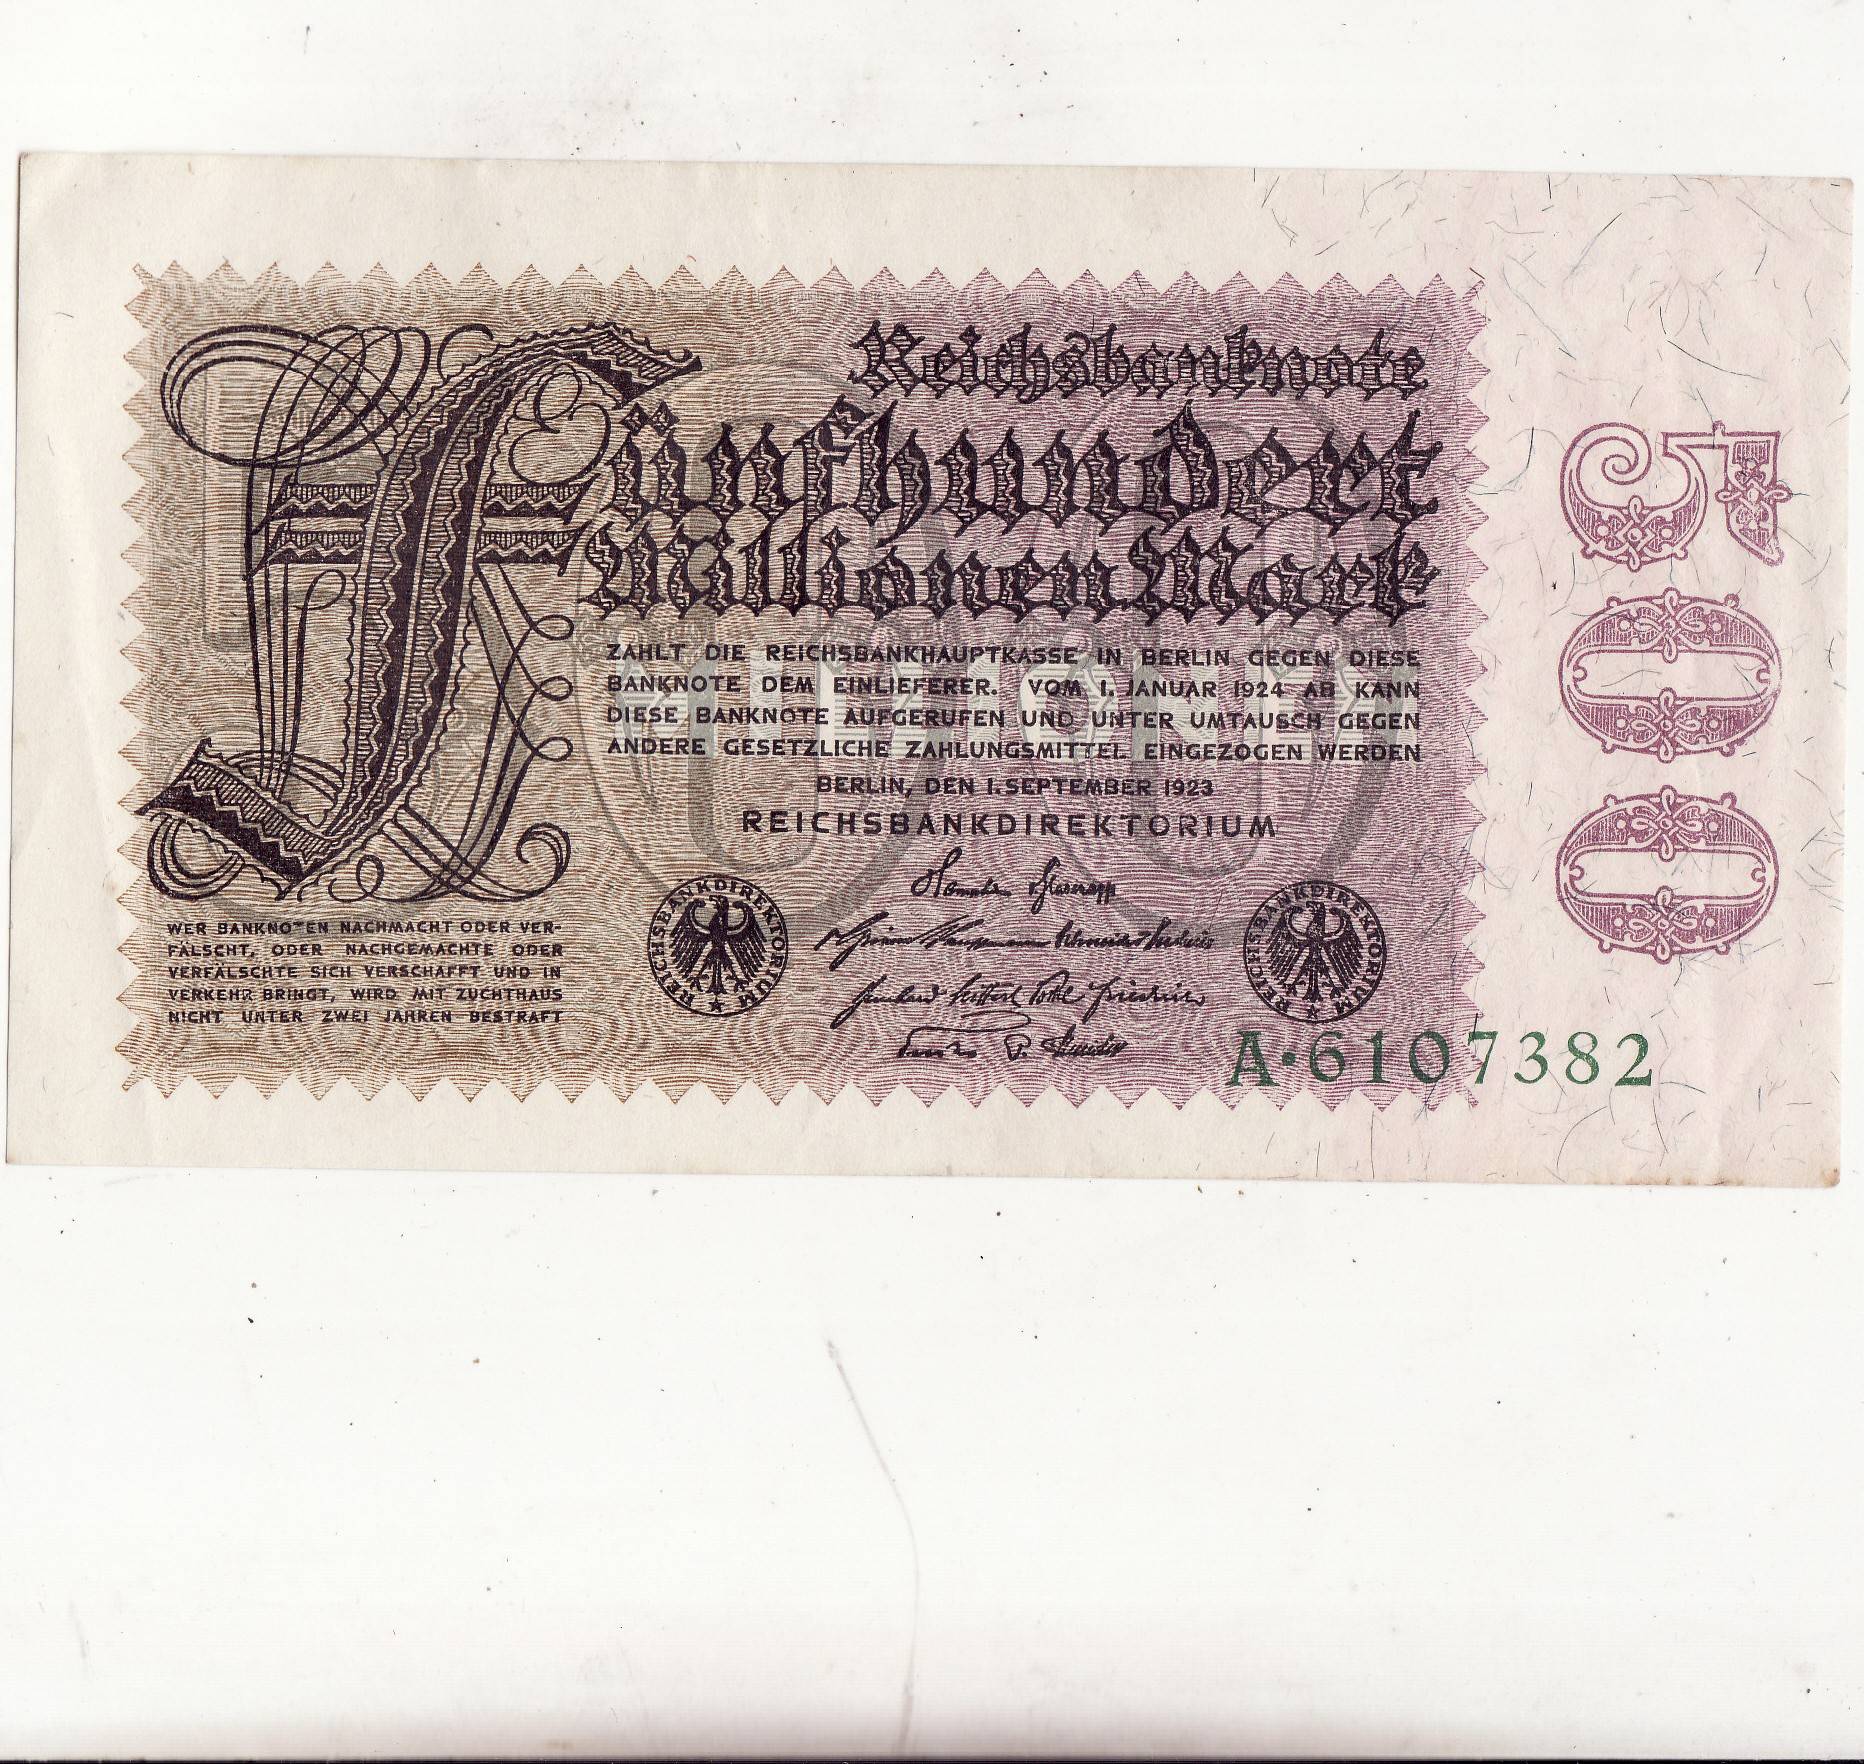 Reichsbanknote
Fünfhundert
Millionen Mark
ZAHLT DIE REICHSBANKHAUPTKASSE IN BERLIN GEGEN DIESE
BANKNOTE DEM EINLIEFERER. VOM 1. JANUAR 1924 AB KANN
DIESE BANKNOTE AUFGERUFEN UND UNTER UMTAUSCH GEGEN
ANDERE GESETZLICHE ZAHLUNGSMITTEL EINGEZOGEN WERDEN
BERLIN, DEN 1. SEPTEMBER 1923
REICHSBANKDIREKTORIUM
WER BANKNOTEN NACHMACHT ODER VER-
FÄLSCHT, ODER NACHGEMACHTE ODER
VERFÄLSCHTE SICH VERSCHAFFT UND IN
VERKEHR BRINGT, WIRD MIT ZUCHTHAUS
NICHT UNTER ZWEI JAHREN BESTRAFT
REICHSBANKDIREKTORIUM
REICHSBANKDIREKTORIUM
A·6107382
500